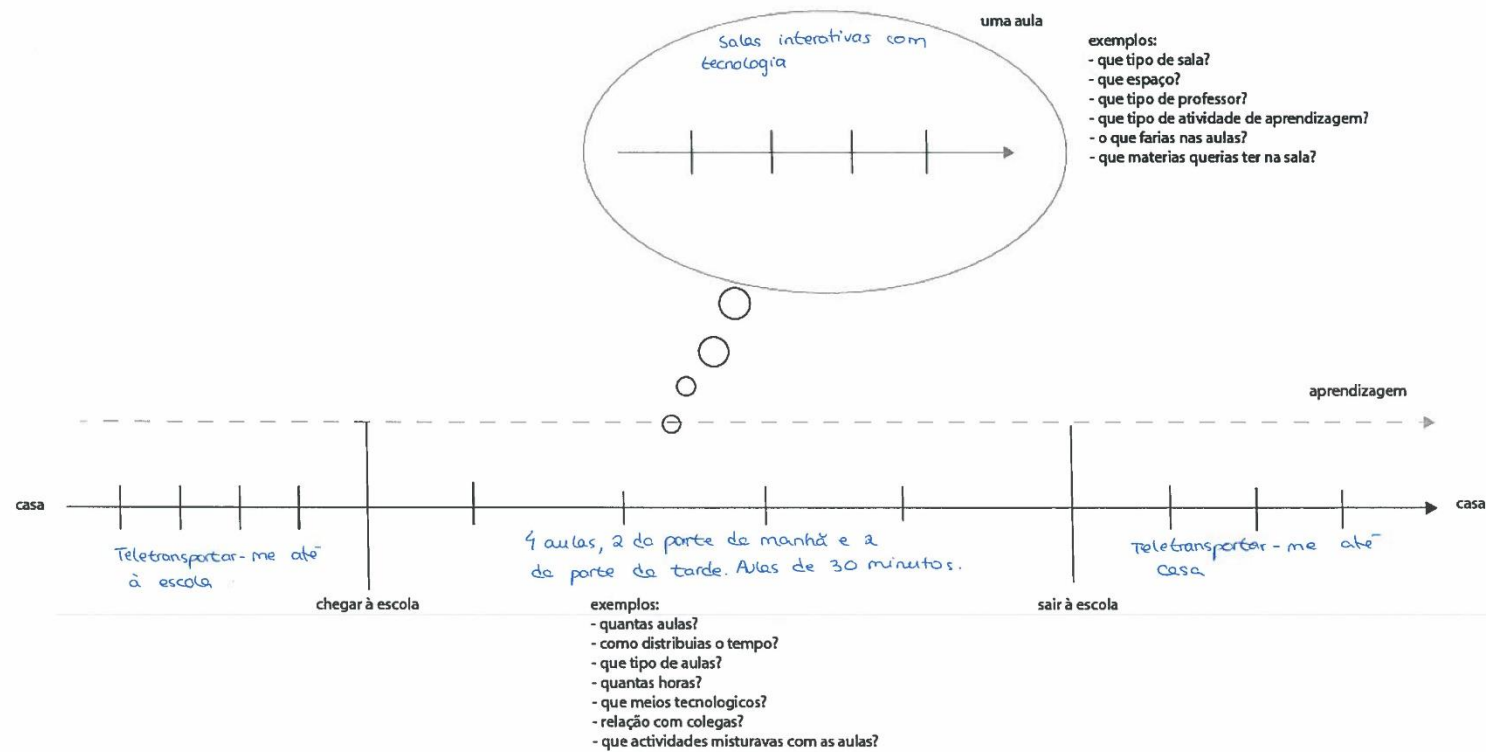 uma aula
Salas interativas com
tecnologia
exemplos:
- que tipo de sala?
- que espaço?
- que tipo de professor?
- que tipo de atividade de aprendizagem?
- o que farias nas aulas?
- que materias querias ter na sala?
aprendizagem
casa
casa
Teletransportar-me até
à escola
4 aulas, 2 da parte da manhã e 2
da parte da tarde. Aulas de 30 minutos.
Teletransportar-me até
casa
chegar à escola
sair à escola
exemplos:
- quantas aulas?
- como distribuias o tempo?
- que tipo de aulas?
- quantas horas?
- que meios tecnologicos?
- relação com colegas?
- que actividades misturavas com as aulas?